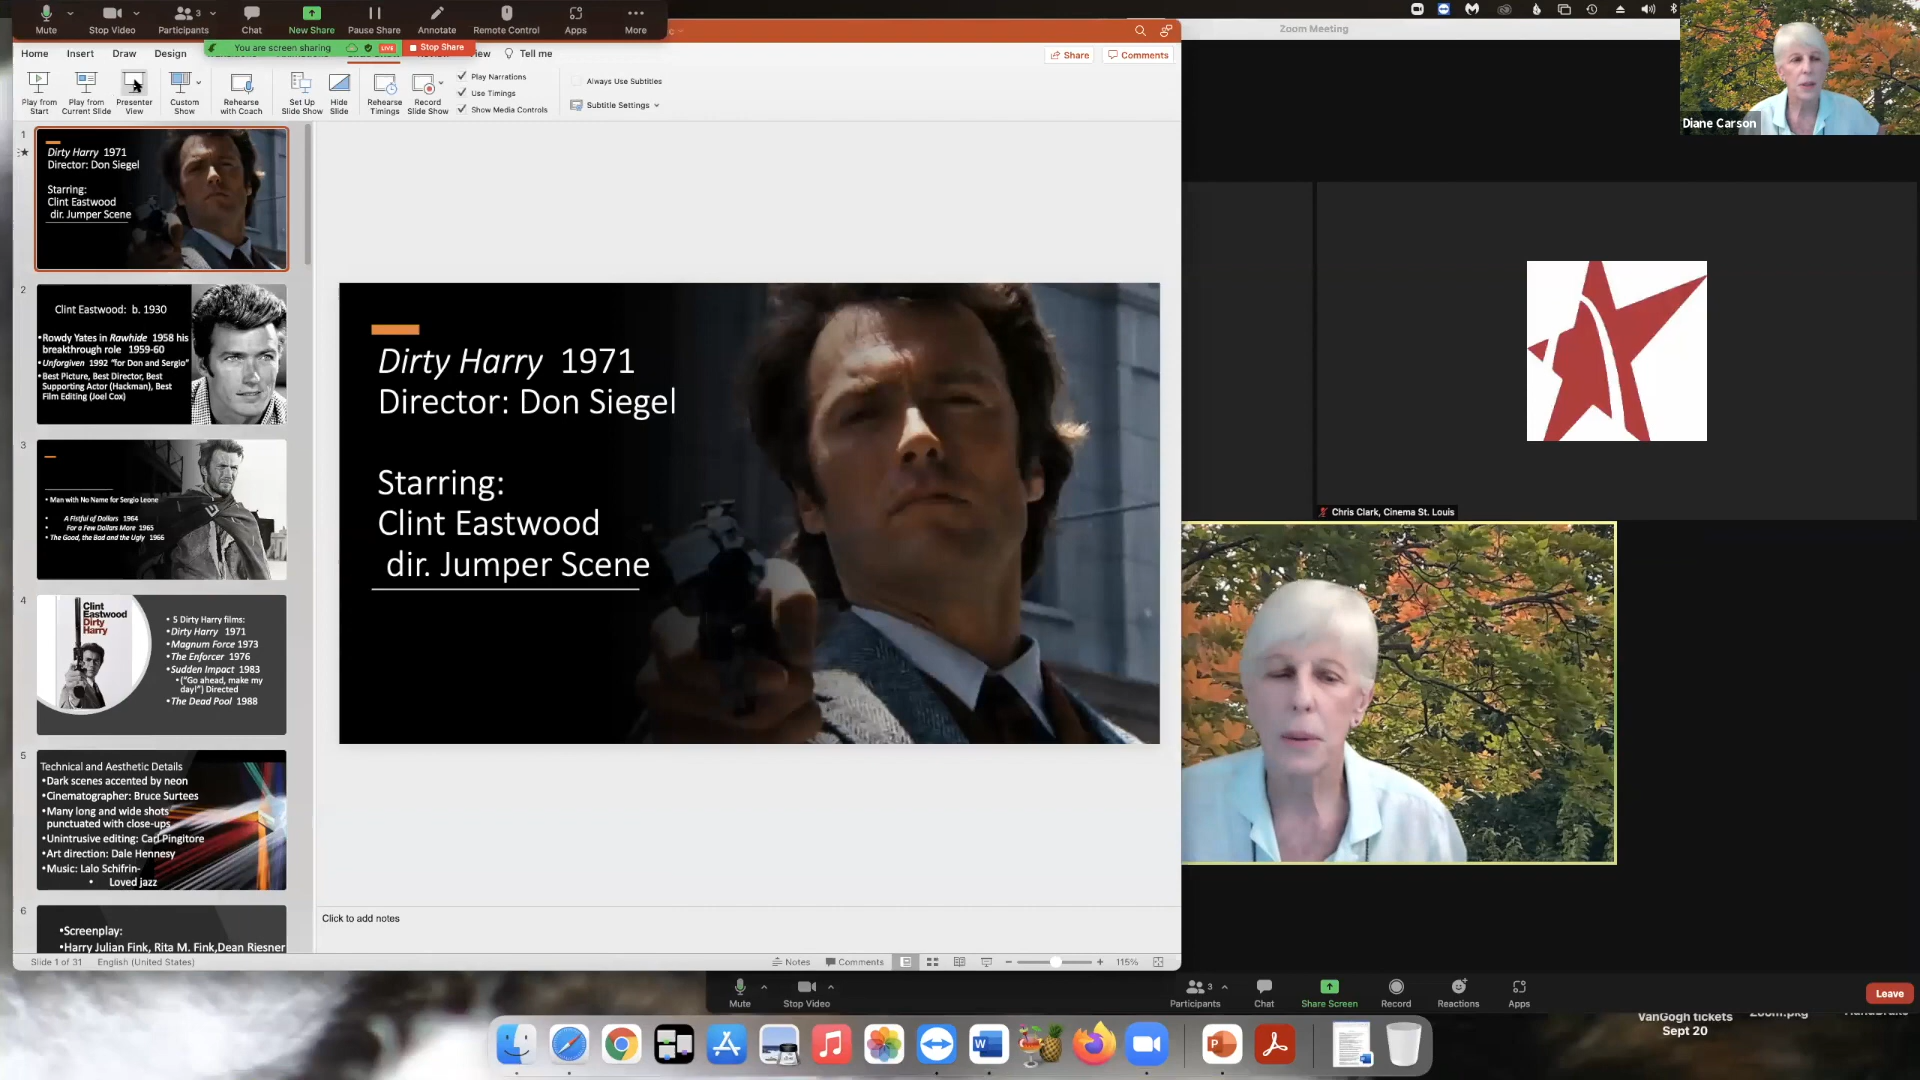 Mute
Stop Video
Participants
3
Chat
New Share
Pause Share
Annotate
Remote Control
Apps
More
Zoom Meeting
You are screen sharing
LIVE
Stop Share
Home
Insert
Draw
Design
Tell me
Share
Comments
Play from Start
Play from Current Slide
Presenter View
Custom Show
Rehearse with Coach
Set Up Slide Show
Hide Slide
Rehearse Timings
Record Slide Show
Play Narrations
Use Timings
Show Media Controls
Always Use Subtitles
Subtitle Settings
Diane Carson
1
Dirty Harry 1971
Director: Don Siegel
Starring:
Clint Eastwood
dir. Jumper Scene
2
Clint Eastwood: b. 1930
•Rowdy Yates in Rawhide 1958 his
breakthrough role 1959-60
•Unforgiven 1992 "for Don and Sergio"
•Best Picture, Best Director, Best
Supporting Actor (Hackman), Best
Film Editing (Joel Cox)
3
• Man with No Name for Sergio Leone
• A Fistful of Dollars 1964
• For a Few Dollars More 1965
• The Good, the Bad and the Ugly 1966
4
Clint
Eastwood
Dirty
Harry
• 5 Dirty Harry films:
•Dirty Harry 1971
•Magnum Force 1973
•The Enforcer 1976
•Sudden Impact 1983
•("Go ahead, make my
day!") Directed
•The Dead Pool 1988
5
Technical and Aesthetic Details
•Dark scenes accented by neon
•Cinematographer: Bruce Surtees
•Many long and wide shots
punctuated with close-ups
•Unintrusive editing: Carl Pingitore
•Art direction: Dale Hennesy
•Music: Lalo Schifrin-
• Loved jazz
6
•Screenplay:
•Harry Julian Fink, Rita M. Fink,Dean Riesner
Dirty Harry 1971
Director: Don Siegel
Starring:
Clint Eastwood
dir. Jumper Scene
Chris Clark, Cinema St. Louis
Click to add notes
Slide 1 of 31
English (United States)
Notes
Comments
115%
Mute
Stop Video
Participants
3
Chat
Share Screen
Record
Reactions
Apps
Leave
VanGogh tickets
Sept 20
Zoom.pkg